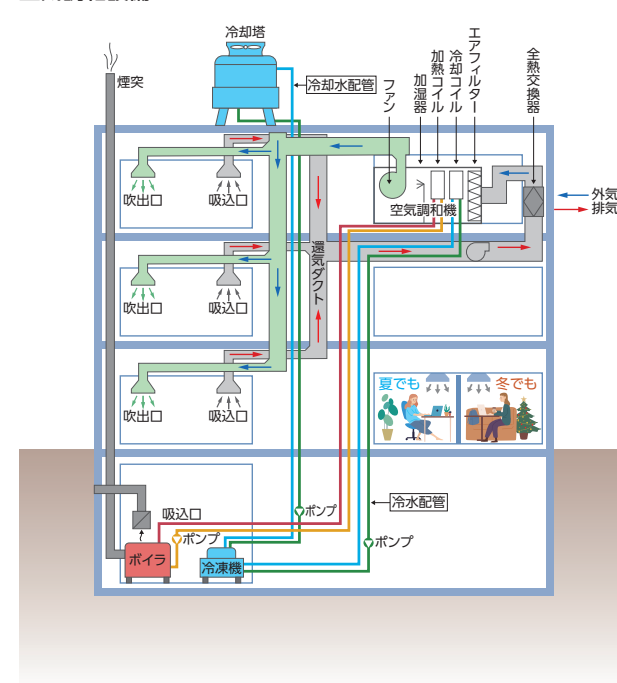 冷却塔
煙突
冷却水配管
ファン
加湿器
加熱コイル
冷却コイル
エアフィルター
全熱交換器
吹出口
吸込口
空気調和機
外気
排気
還気ダクト
吹出口
吸込口
夏でも
冬でも
吹出口
吸込口
吸込口
ポンプ
冷水配管
ポンプ
ポンプ
ボイラ
冷凍機